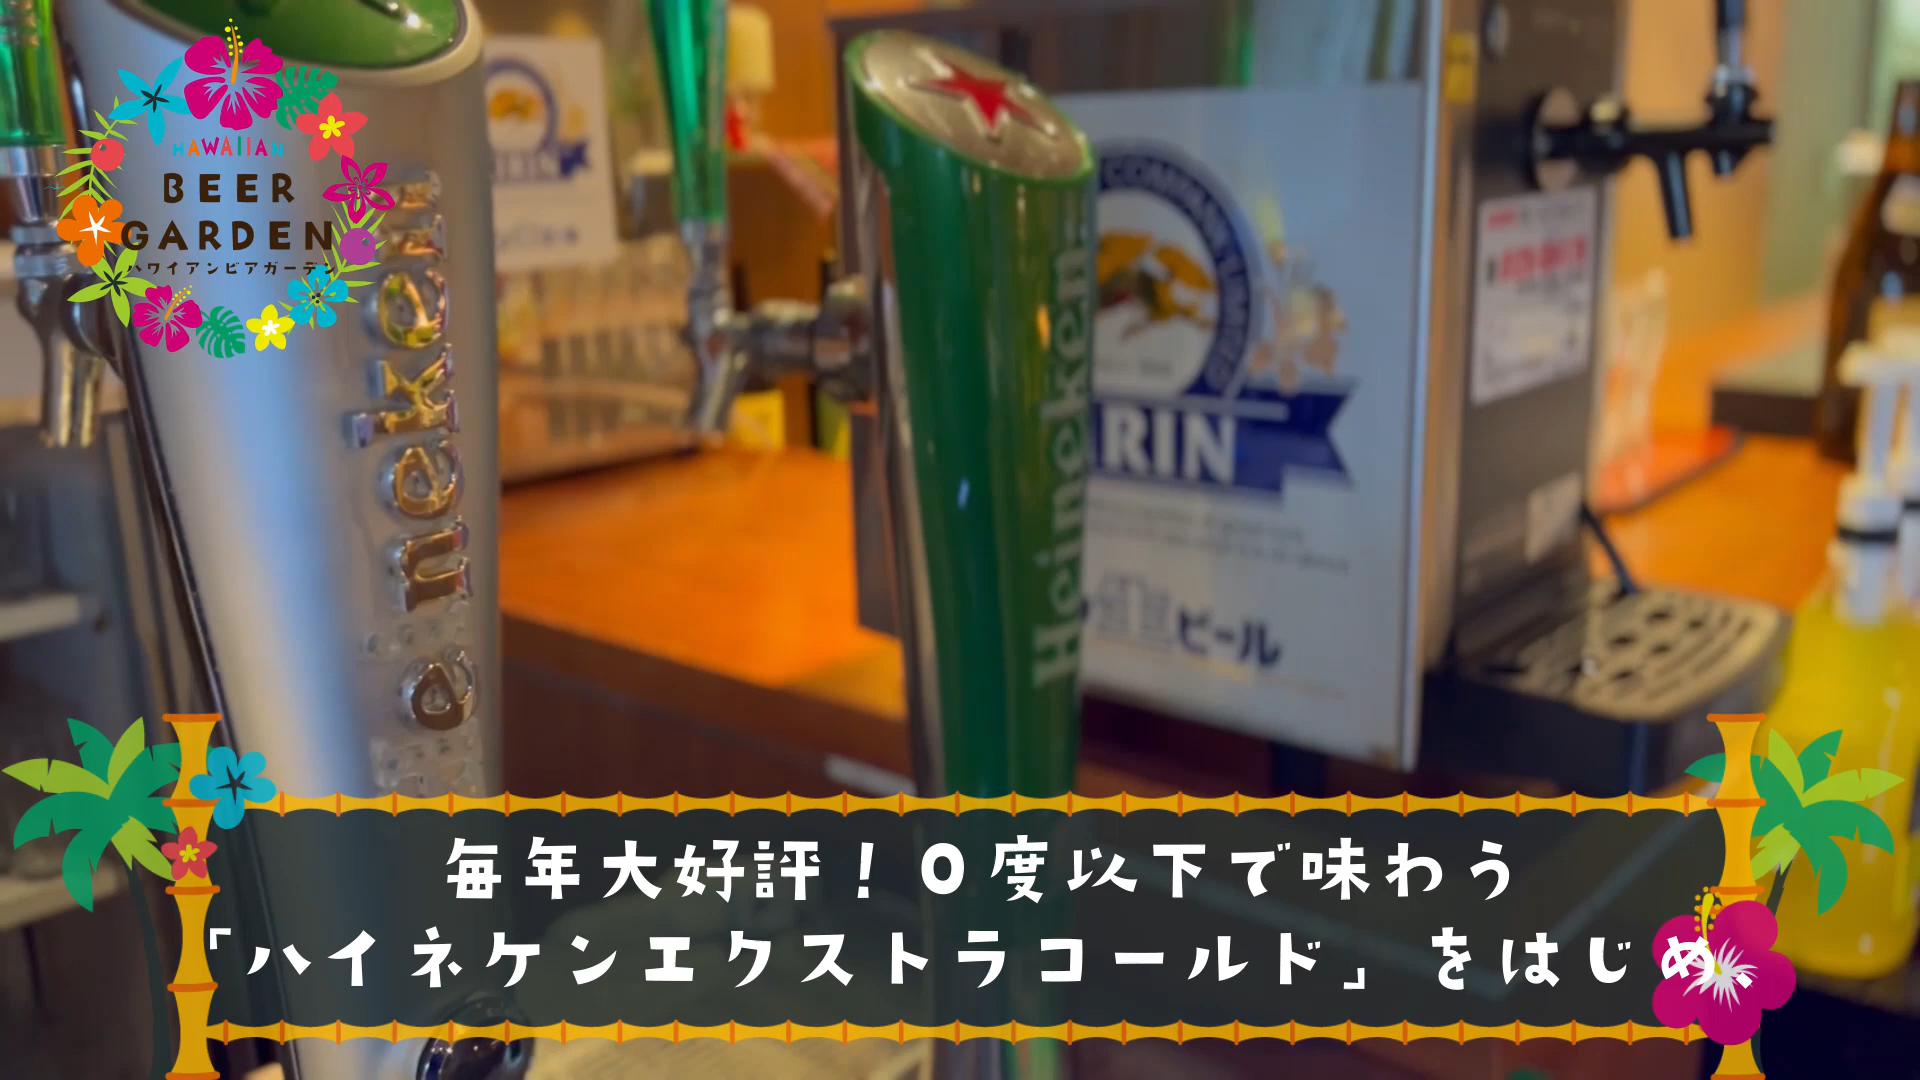 HAWAIIAN
BEER
GARDEN
ハワイアンビアガーデン
Heineken
Heineken
KIRIN
ビール
毎年大好評！0度以下で味わう
「ハイネケンエクストラコールド」をはじめ、